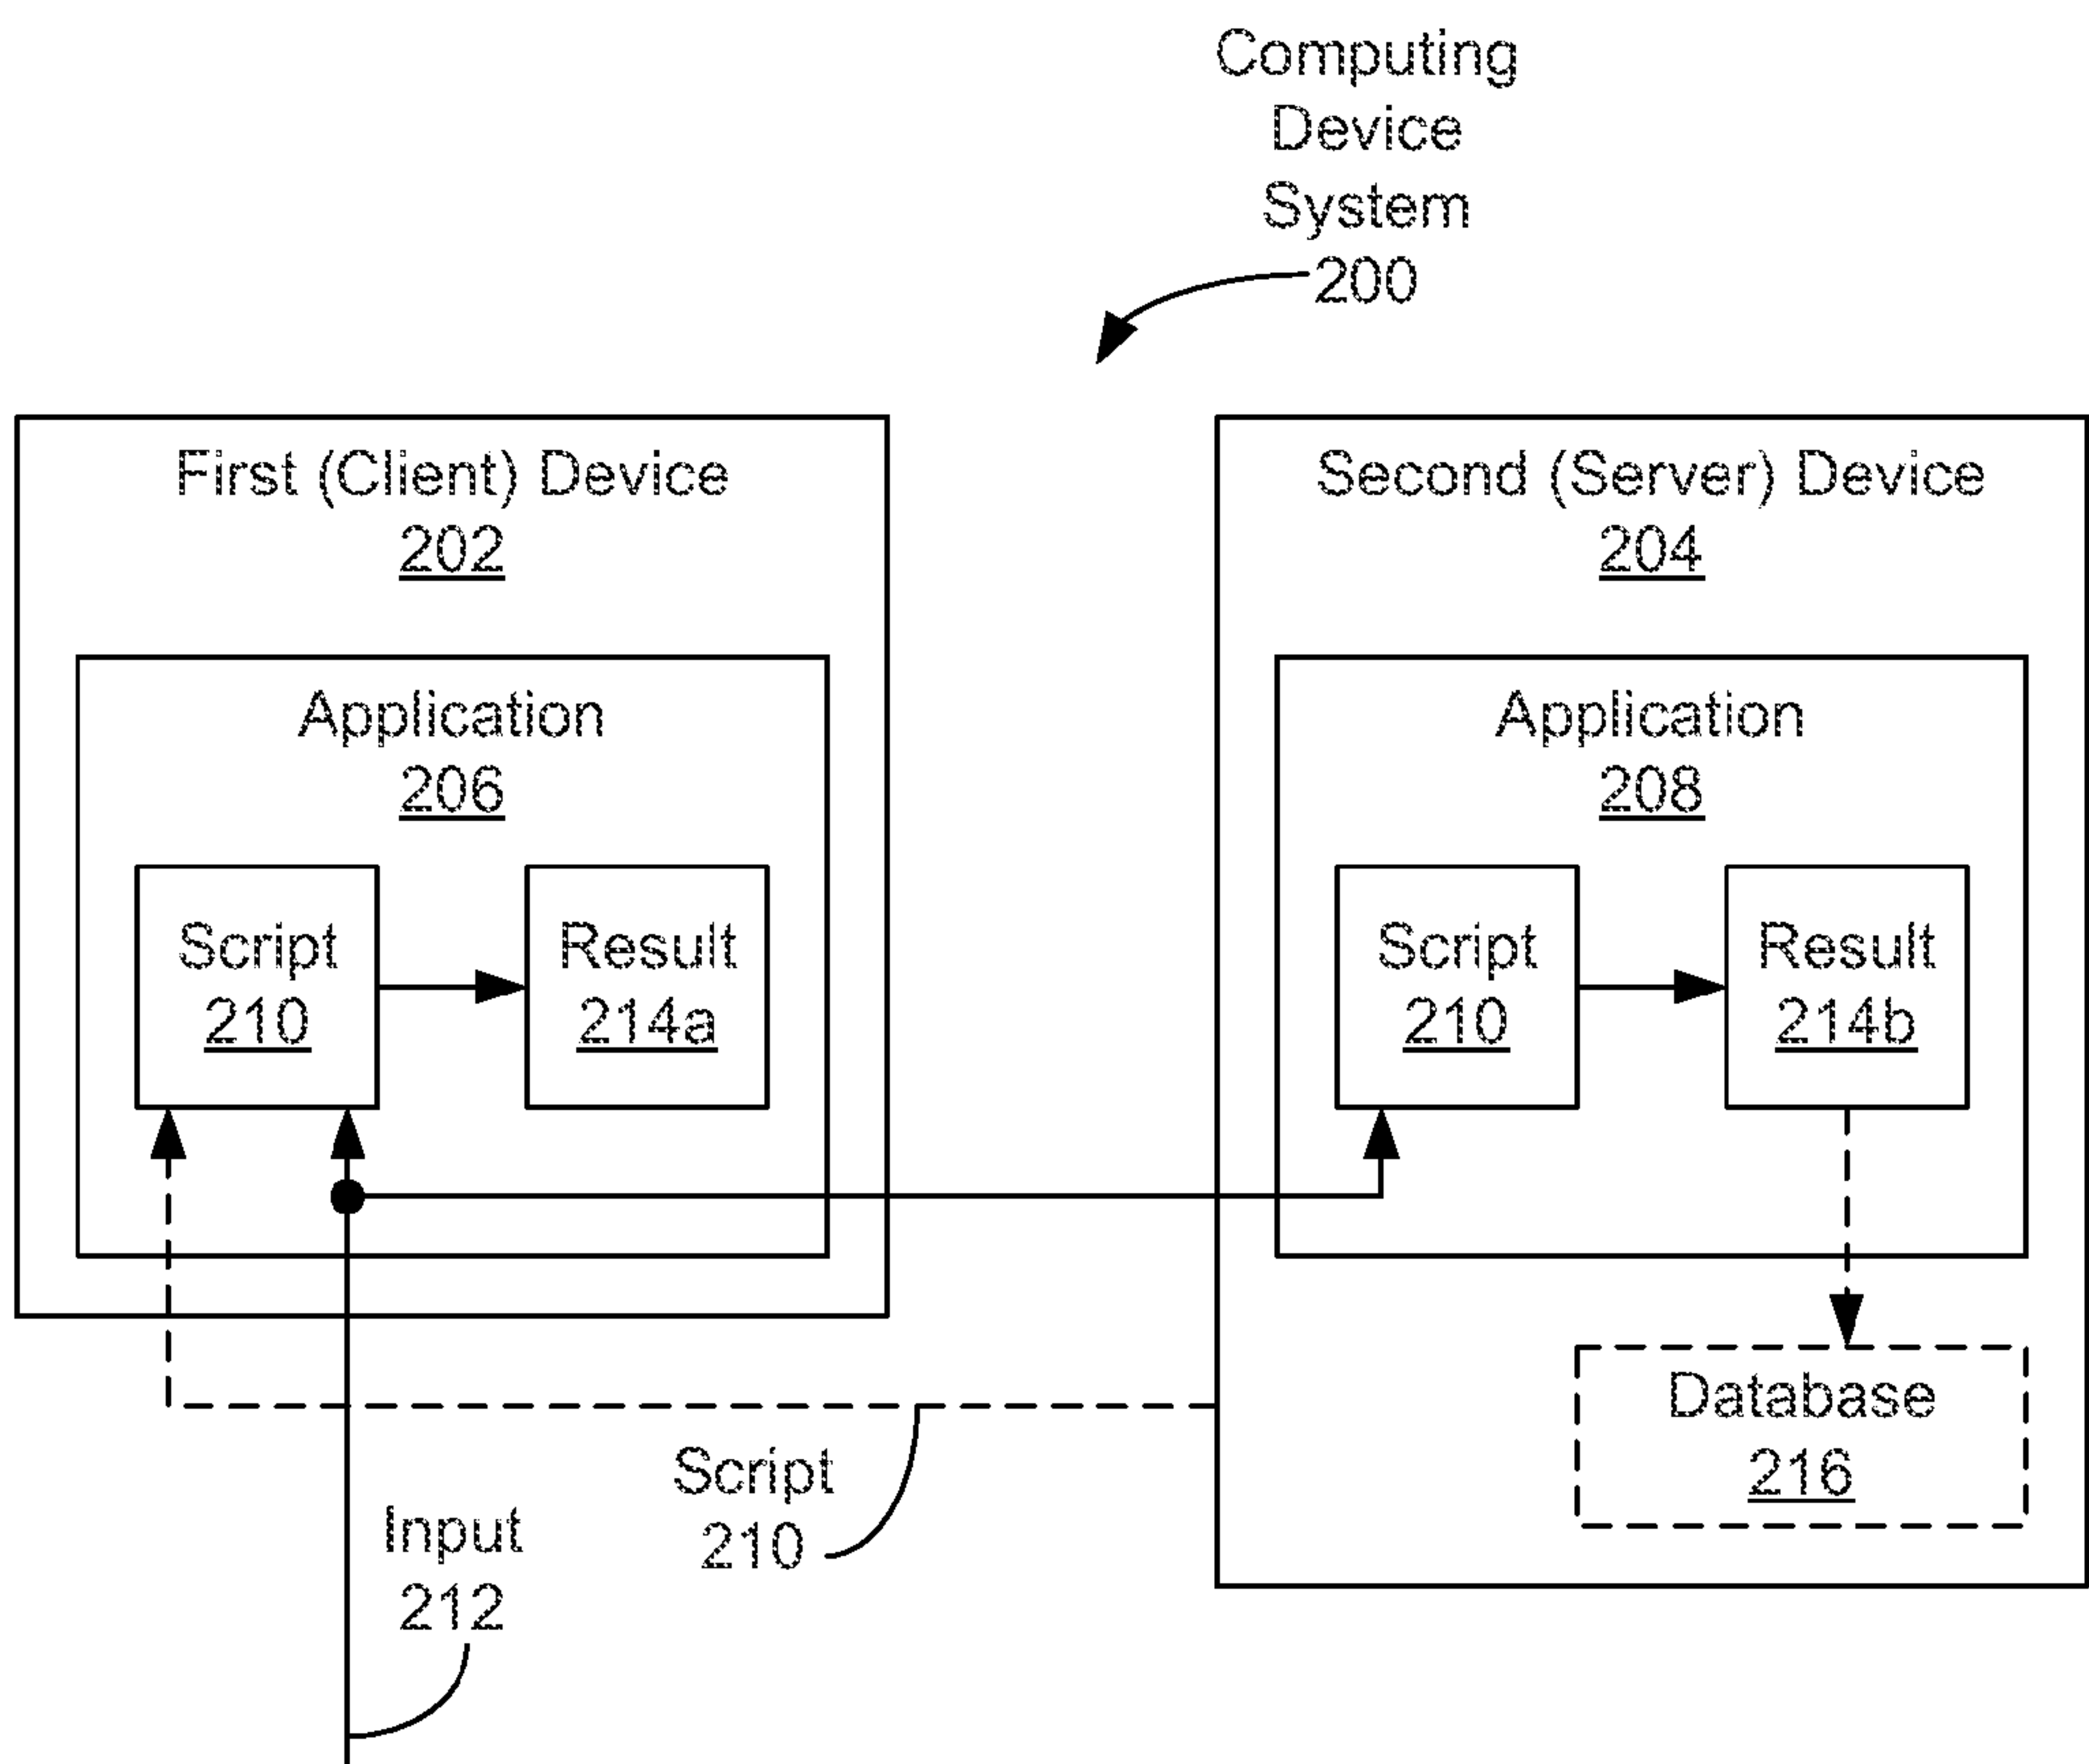 Computing
Device
System
200
First (Client) Device
202
Second (Server) Device
204
Application
206
Application
208
Script
210
Result
214a
Script
210
Result
214b
Database
216
Script
210
Input
212